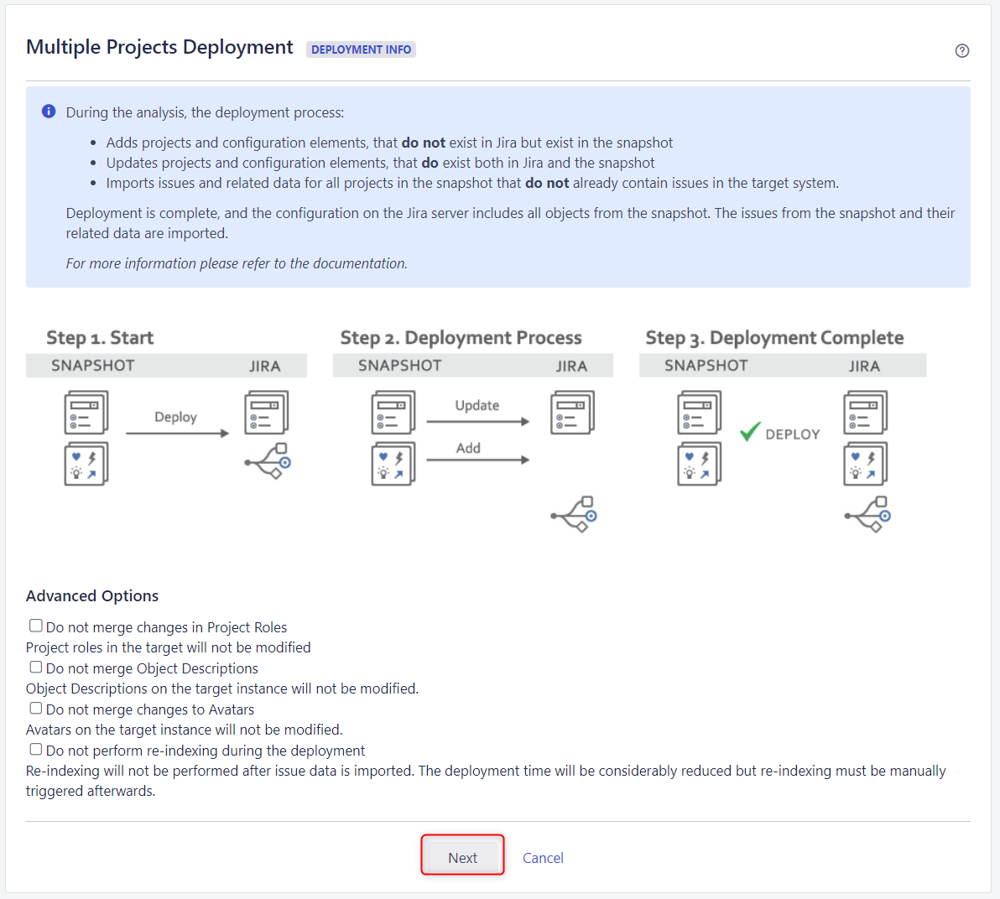 Multiple Projects Deployment DEPLOYMENT INFO
During the analysis, the deployment process:
Adds projects and configuration elements, that do not exist in Jira but exist in the snapshot
Updates projects and configuration elements, that do exist both in Jira and the snapshot
Imports issues and related data for all projects in the snapshot that do not already contain issues in the target system.
Deployment is complete, and the configuration on the Jira server includes all objects from the snapshot. The issues from the snapshot and their
related data are imported.
For more information please refer to the documentation.
Step 1. Start
SNAPSHOT JIRA
Deploy
Step 2. Deployment Process
SNAPSHOT JIRA
Update
Add
Step 3. Deployment Complete
SNAPSHOT JIRA
DEPLOY
Advanced Options
Do not merge changes in Project Roles
Project roles in the target will not be modified
Do not merge Object Descriptions
Object Descriptions on the target instance will not be modified.
Do not merge changes to Avatars
Avatars on the target instance will not be modified.
Do not perform re-indexing during the deployment
Re-indexing will not be performed after issue data is imported. The deployment time will be considerably reduced but re-indexing must be manually
triggered afterwards.
Next Cancel